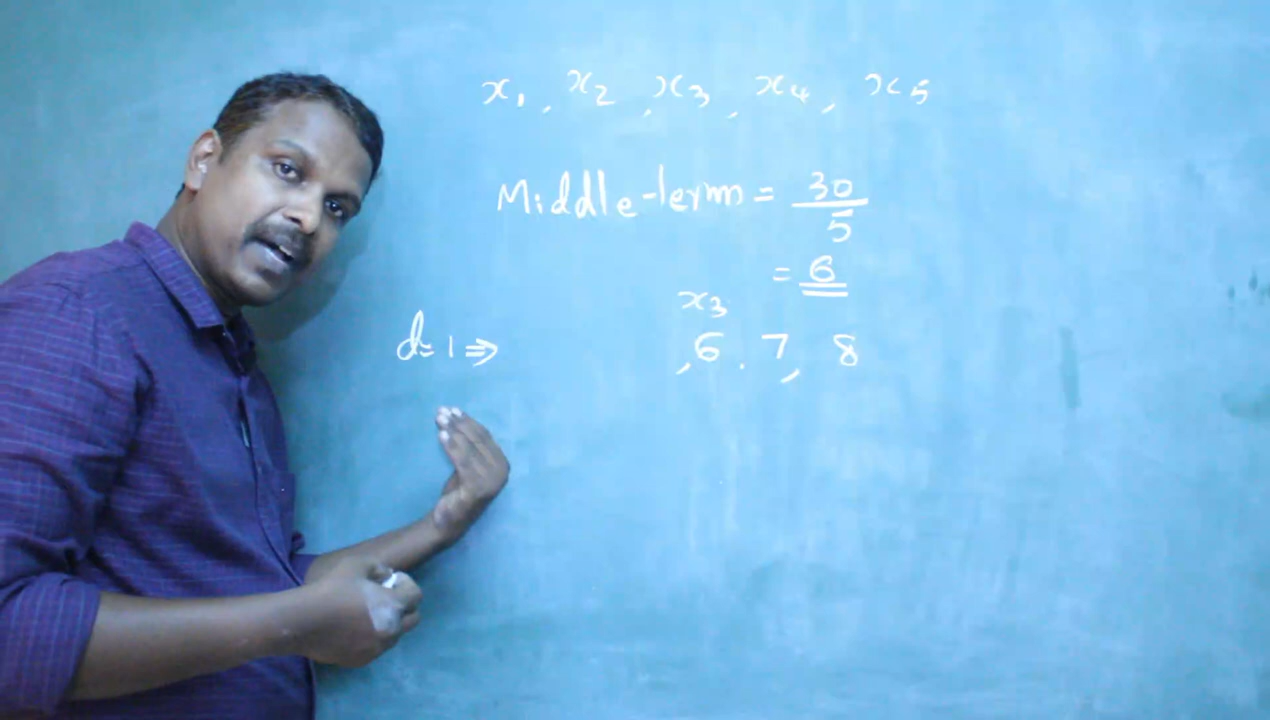 x₁, x₂, x₃, x₄, x₅
Middle-term = 30/5
= 6
x₃
d=1 ⇒ ,6. 7, 8